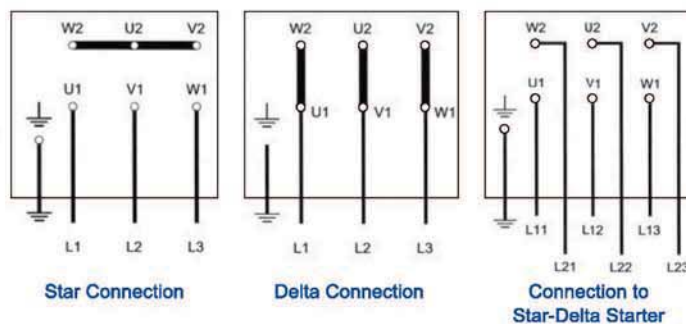 W2 U2 V2
U1 V1 W1
L1 L2 L3
Star Connection
W2 U2 V2
U1 V1 W1
L1 L2 L3
Delta Connection
W2 U2 V2
U1 V1 W1
L11 L12 L13
L21 L22 L23
Connection to
Star-Delta Starter